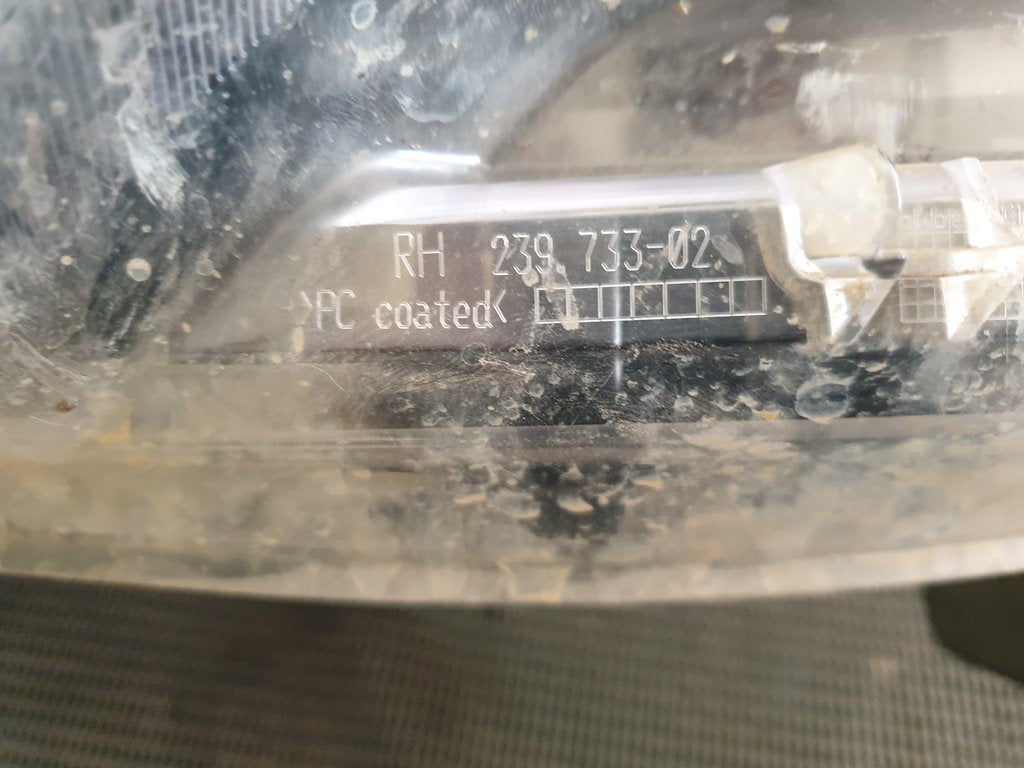 RH 239 733-02
>PC coated<